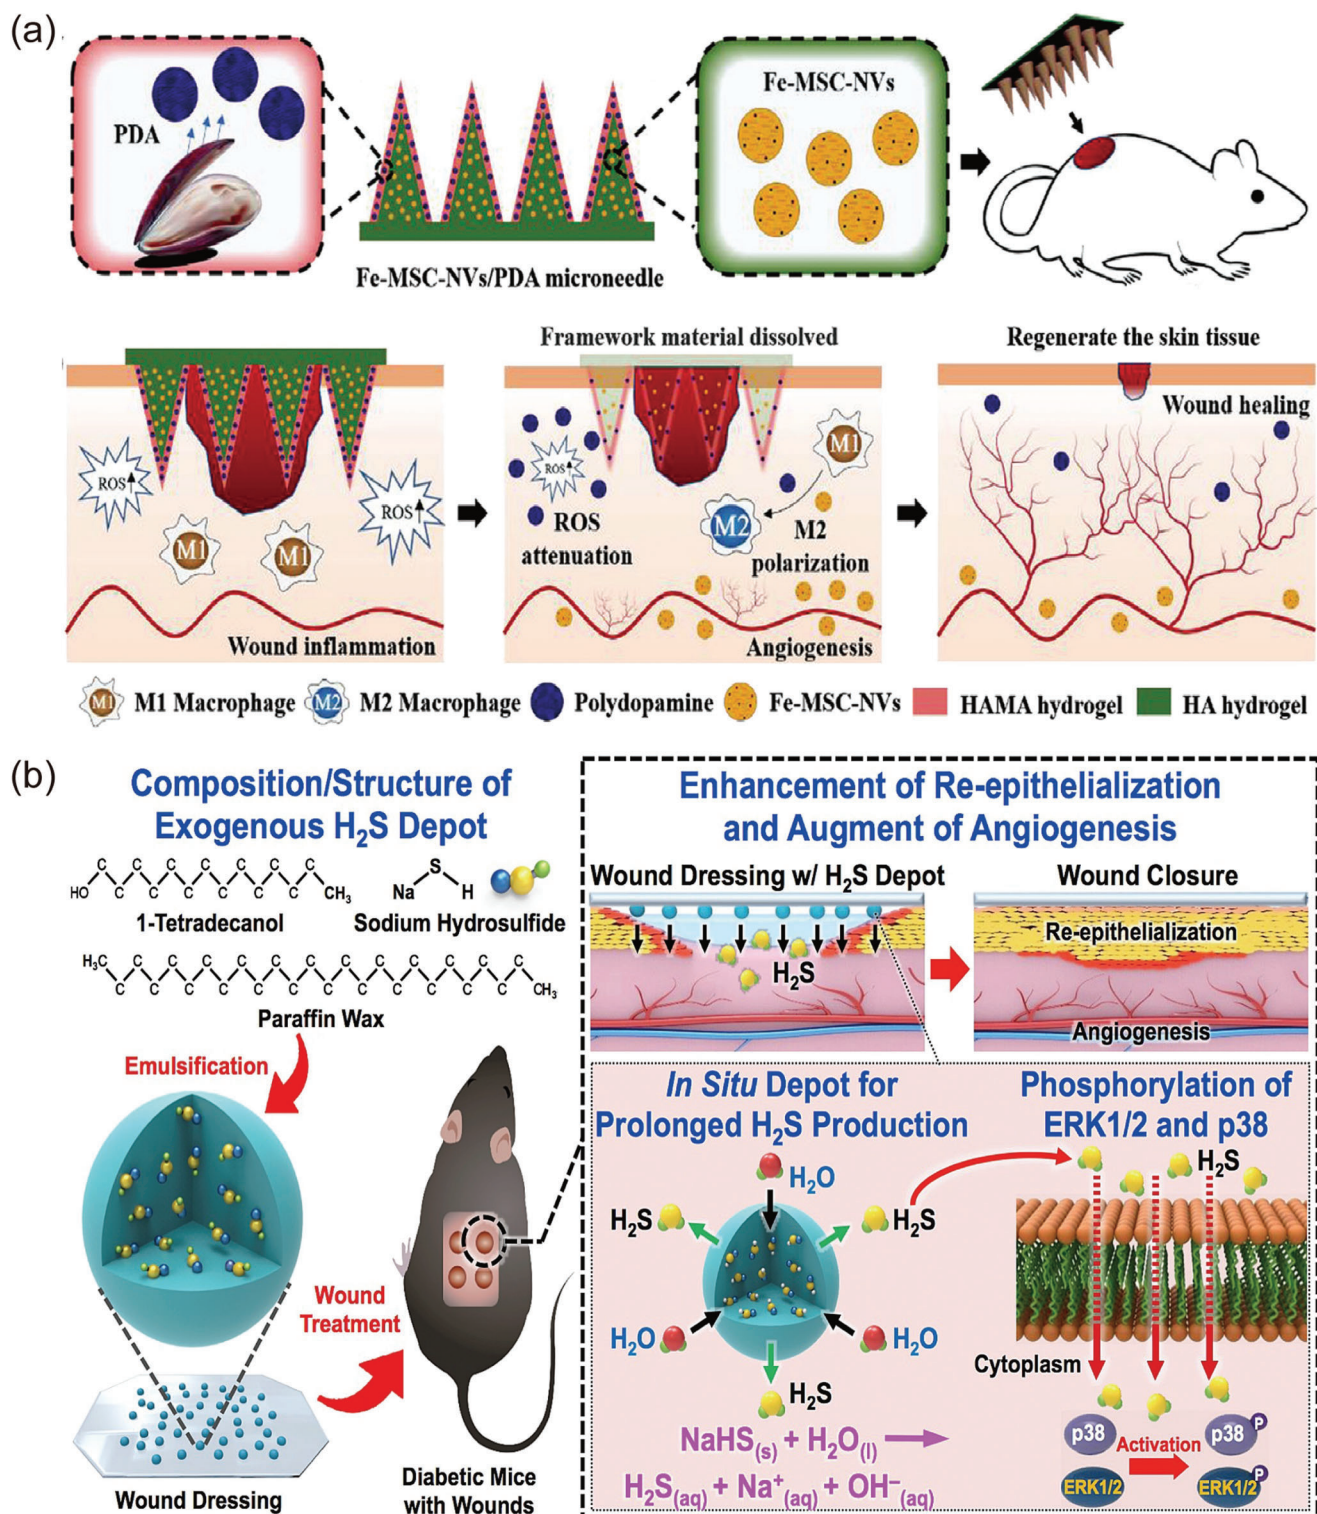 (a)
PDA
Fe-MSC-NVs
Fe-MSC-NVs/PDA microneedle
ROS↑
ROS↑
M1
M1
Wound inflammation
Framework material dissolved
ROS↑
ROS
attenuation
M1
M2
M2
polarization
Angiogenesis
Regenerate the skin tissue
Wound healing
M1 M1 Macrophage M2 M2 Macrophage Polydopamine Fe-MSC-NVs HAMA hydrogel HA hydrogel
(b)
Composition/Structure of
Exogenous H₂S Depot
C C C C C C C
HO C C C C C C CH₃
1-Tetradecanol
S
Na H
Sodium Hydrosulfide
H₃C C C C C C C C C C C C C
C C C C C C C C C C C C CH₃
Paraffin Wax
Emulsification
Wound
Treatment
Wound Dressing
Diabetic Mice
with Wounds
Enhancement of Re-epithelialization
and Augment of Angiogenesis
Wound Dressing w/ H₂S Depot
H₂S
Wound Closure
Re-epithelialization
Angiogenesis
In Situ Depot for
Prolonged H₂S Production
H₂O
H₂S
H₂S
H₂O
H₂O
H₂S
NaHS(s) + H₂O(l)
H₂S(aq) + Na⁺(aq) + OH⁻(aq)
Phosphorylation of
ERK1/2 and p38
H₂S
Cytoplasm
p38
Activation
p38
P
ERK1/2
ERK1/2
P